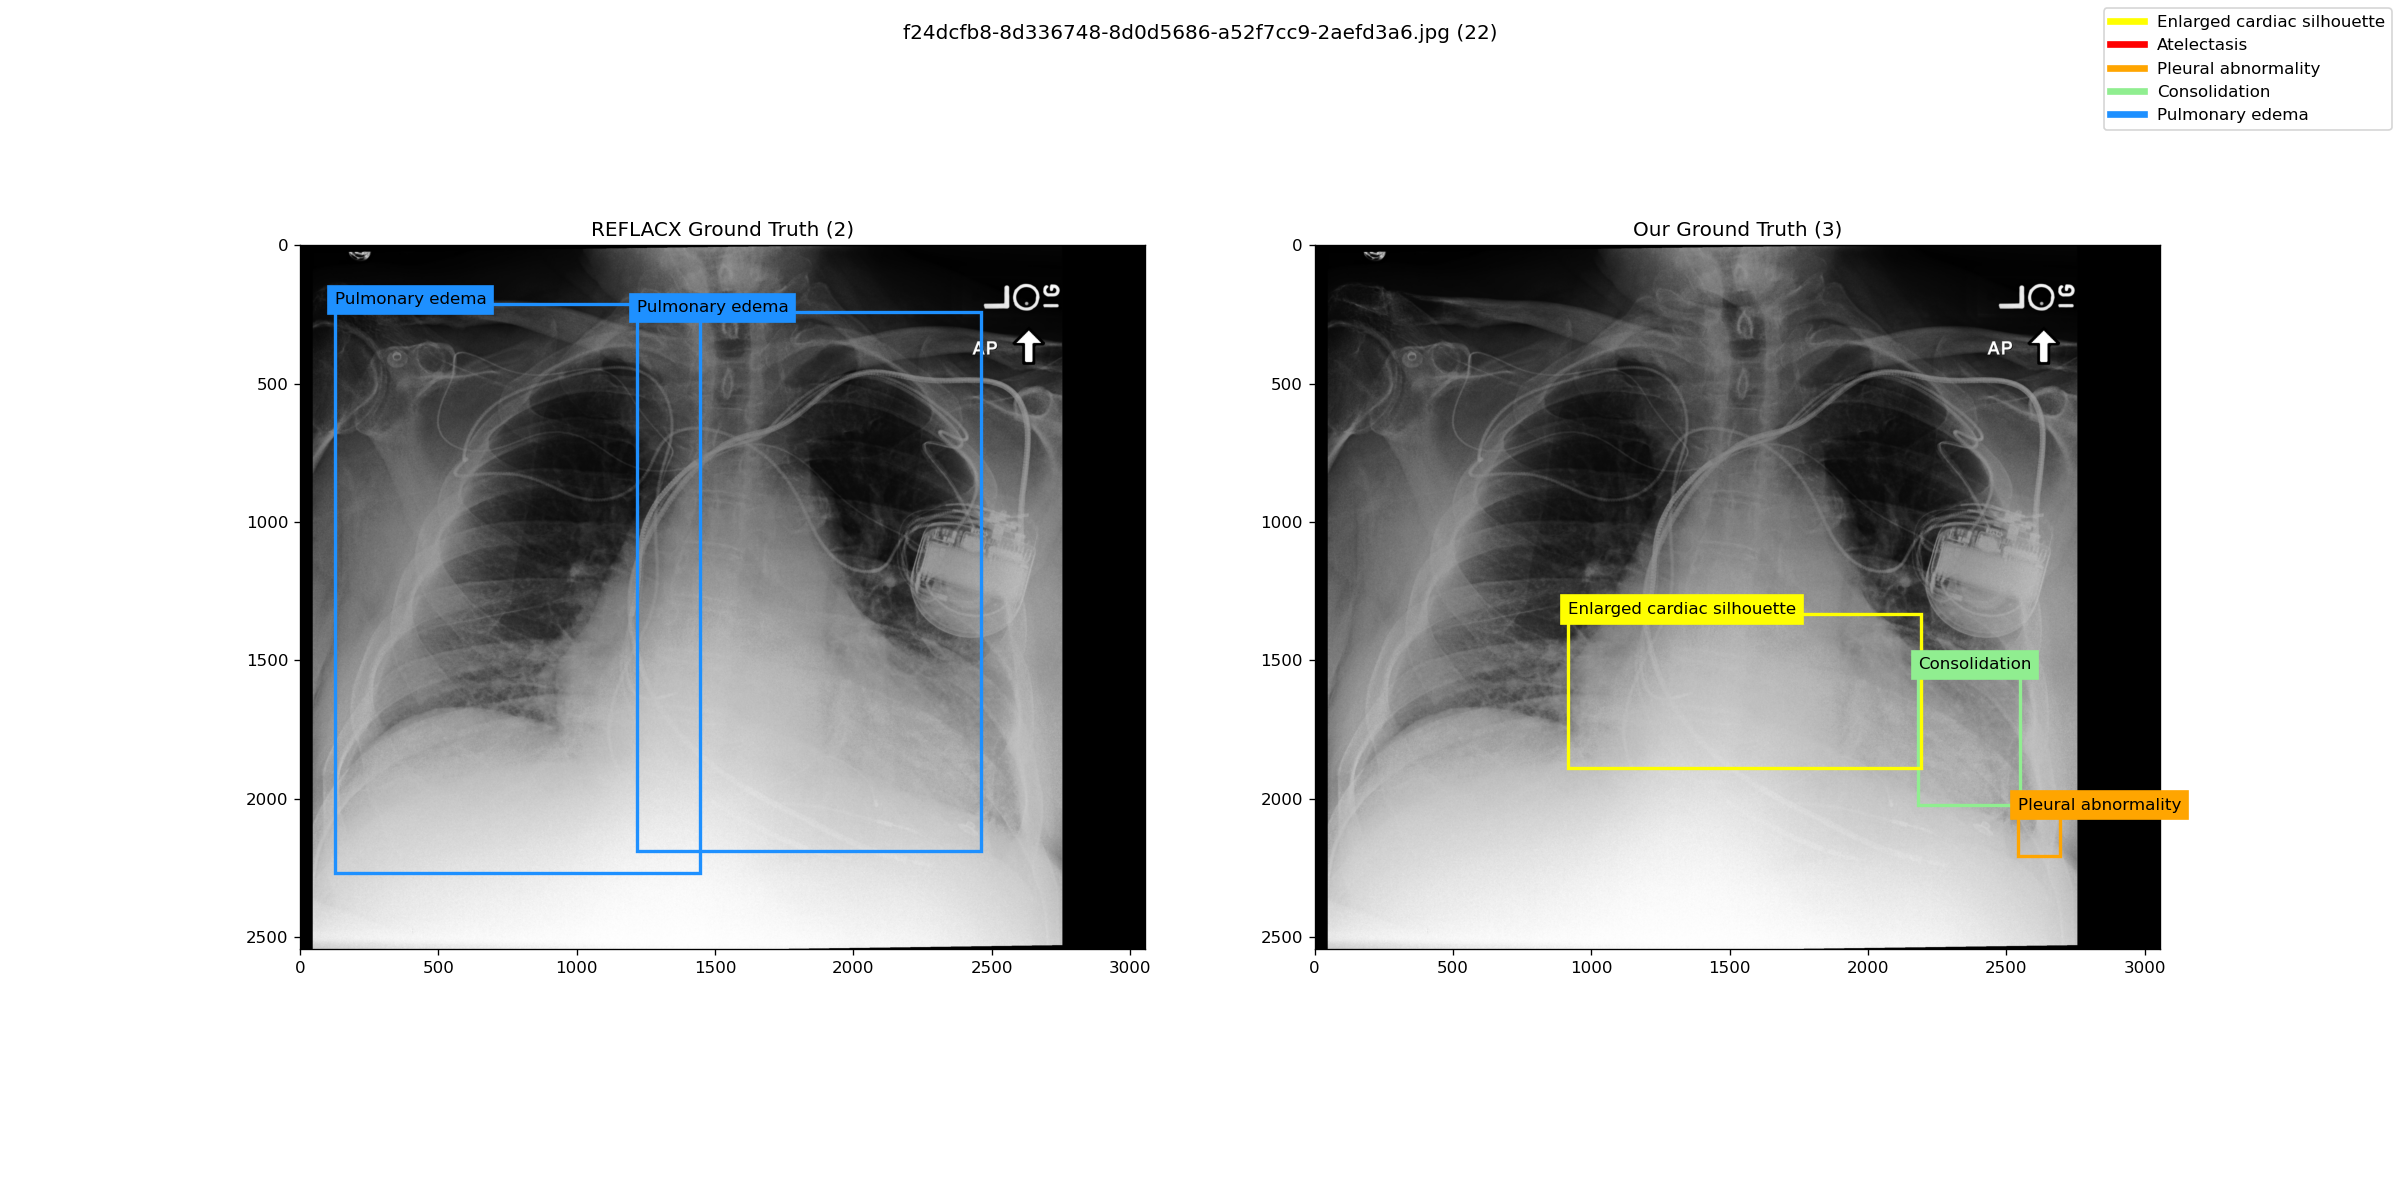 f24dcfb8-8d336748-8d0d5686-a52f7cc9-2aefd3a6.jpg (22)
Enlarged cardiac silhouette
Atelectasis
Pleural abnormality
Consolidation
Pulmonary edema
REFLACX Ground Truth (2)
0
500
1000
1500
2000
2500
0
500
1000
1500
2000
2500
3000
Pulmonary edema
Pulmonary edema
AP
Our Ground Truth (3)
0
500
1000
1500
2000
2500
0
500
1000
1500
2000
2500
3000
AP
Enlarged cardiac silhouette
Consolidation
Pleural abnormality